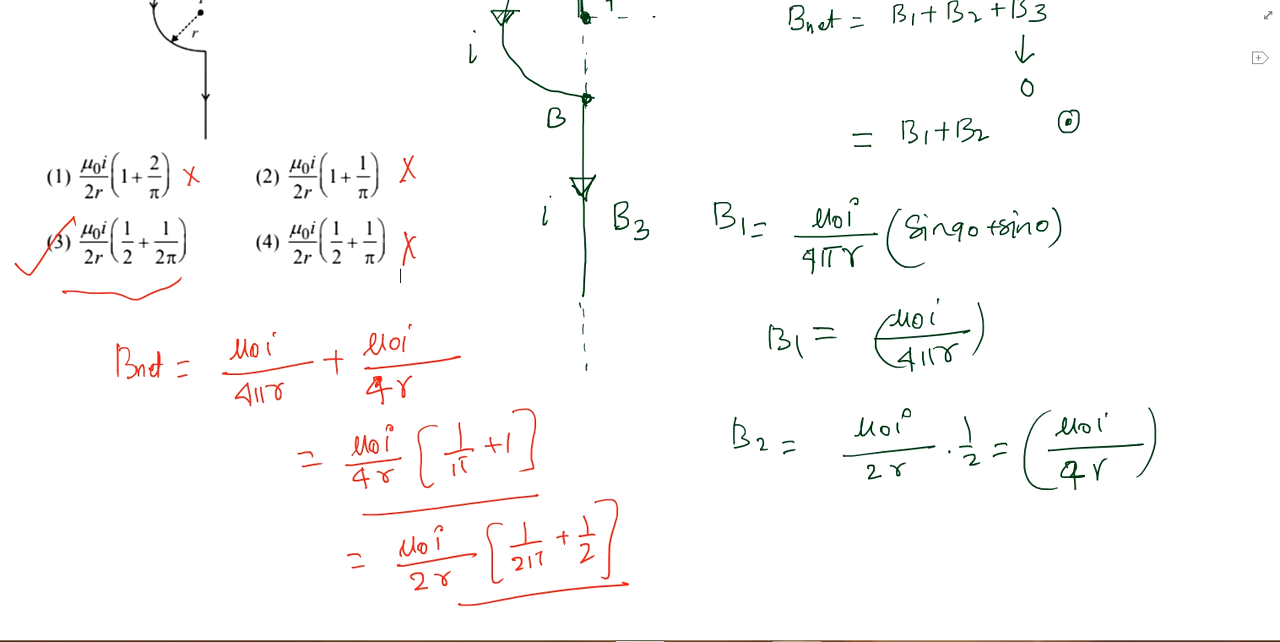 r
i
B
i
B3
(1) μ₀i/2r (1 + 2/π) X
(2) μ₀i/2r (1 + 1/π) X
(3) μ₀i/2r (1/2 + 1/2π)
(4) μ₀i/2r (1/2 + 1/π) X
Bnet = μ₀i/4πr + μ₀i/4r
= μ₀i/4r [1/π + 1]
= μ₀i/2r [1/2π + 1/2]
Bnet = B1 + B2 + B3
↓
0
= B1 + B2
B1 = μ₀i/4πr (Sin90 + sin0)
B1 = (μ₀i/4πr)
B2 = μ₀i/2r · 1/2 = (μ₀i/4r)